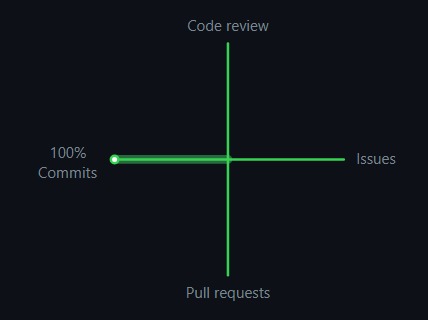 Code review
100%
Commits
Issues
Pull requests